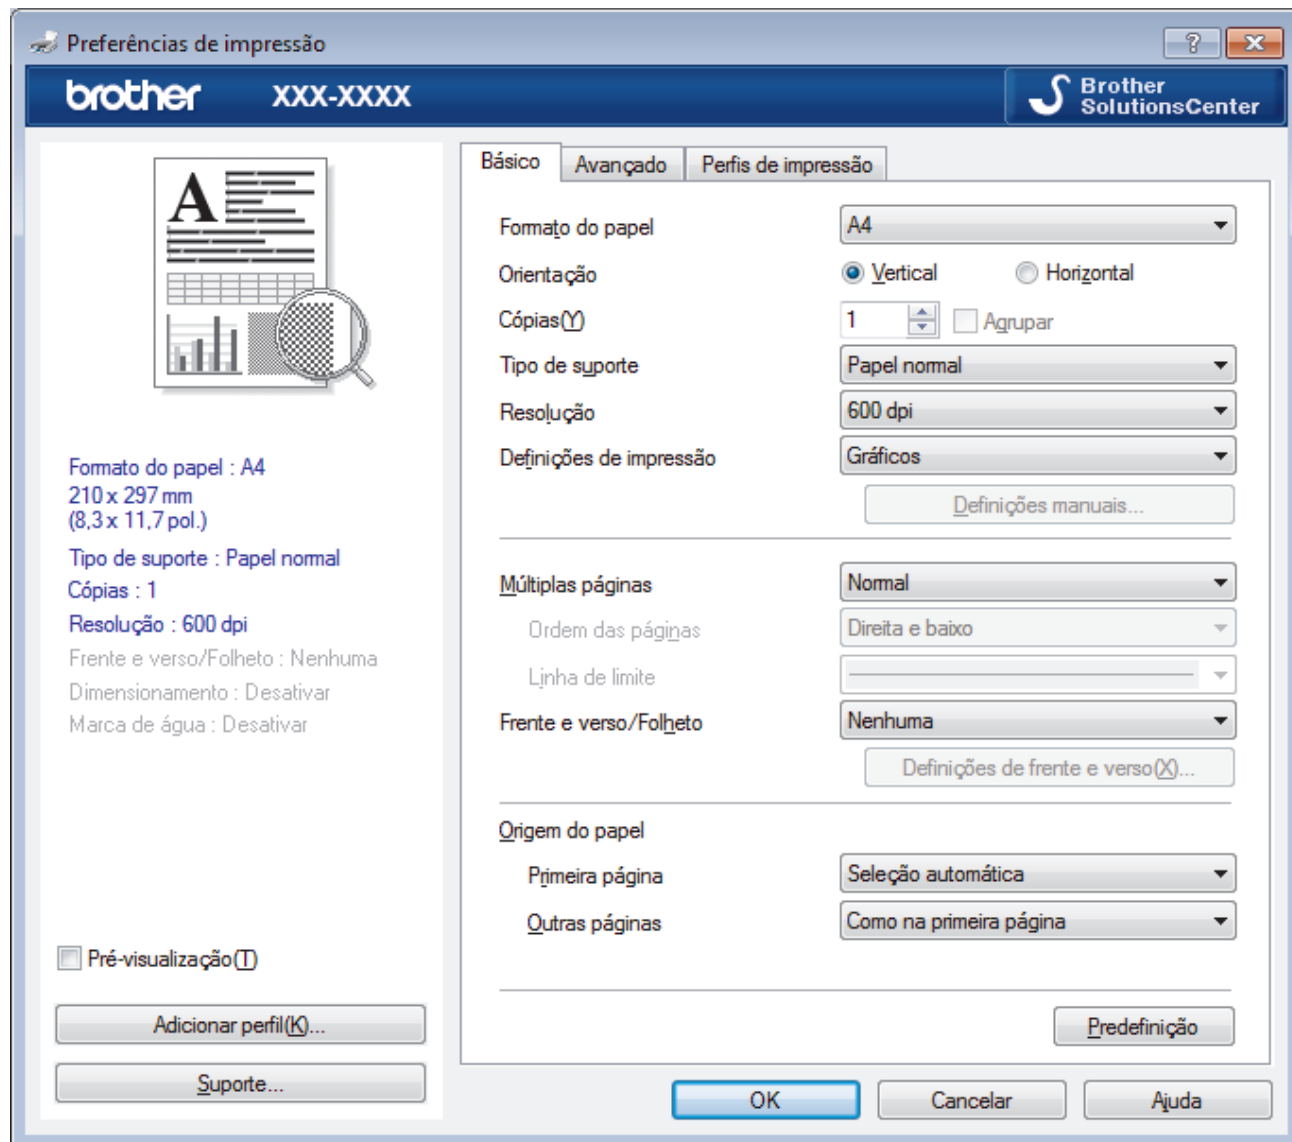 Preferências de impressão
brother XXX-XXXX
Brother
SolutionsCenter
A
Formato do papel : A4
210 x 297 mm
(8,3 x 11,7 pol.)
Tipo de suporte : Papel normal
Cópias : 1
Resolução : 600 dpi
Frente e verso/Folheto : Nenhuma
Dimensionamento : Desativar
Marca de água : Desativar
Pré-visualização(T)
Adicionar perfil(K)...
Suporte...
Básico Avançado Perfis de impressão
Formato do papel A4
Orientação Vertical Horizontal
Cópias(Y) 1 Agrupar
Tipo de suporte Papel normal
Resolução 600 dpi
Definições de impressão Gráficos
Definições manuais...
Múltiplas páginas Normal
Ordem das páginas Direita e baixo
Linha de limite
Frente e verso/Folheto Nenhuma
Definições de frente e verso(X)...
Origem do papel
Primeira página Seleção automática
Outras páginas Como na primeira página
Predefinição
OK Cancelar Ajuda